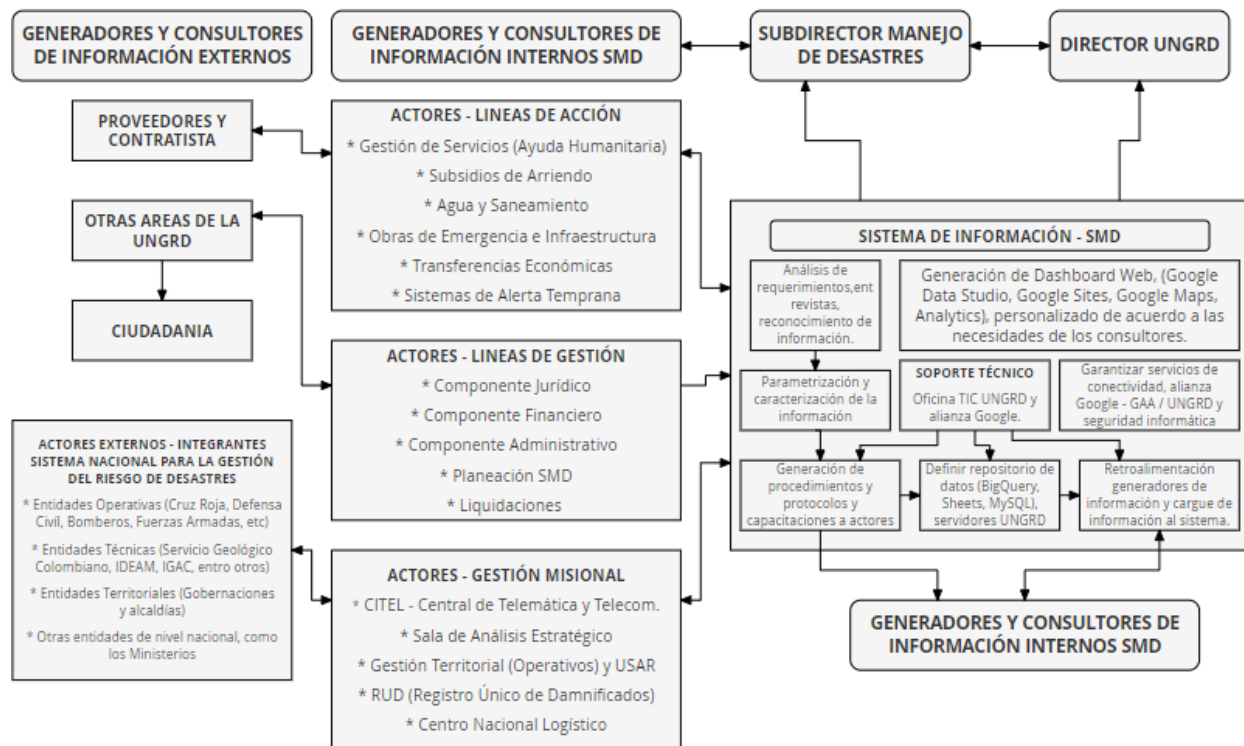 GENERADORES Y CONSULTORES
DE INFORMACIÓN EXTERNOS
GENERADORES Y CONSULTORES DE
INFORMACIÓN INTERNOS SMD
SUBDIRECTOR MANEJO
DE DESASTRES
DIRECTOR UNGRD
PROVEEDORES Y
CONTRATISTA
OTRAS AREAS DE LA
UNGRD
CIUDADANIA
ACTORES EXTERNOS - INTEGRANTES
SISTEMA NACIONAL PARA LA GESTIÓN
DEL RIESGO DE DESASTRES
* Entidades Operativas (Cruz Roja, Defensa
Civil, Bomberos, Fuerzas Armadas, etc)
* Entidades Técnicas (Servicio Geológico
Colombiano, IDEAM, IGAC, entro otros)
* Entidades Territoriales (Gobernaciones
y alcaldías)
* Otras entidades de nivel nacional, como
los Ministerios
ACTORES - LINEAS DE ACCIÓN
* Gestión de Servicios (Ayuda Humanitaria)
* Subsidios de Arriendo
* Agua y Saneamiento
* Obras de Emergencia e Infraestructura
* Transferencias Económicas
* Sistemas de Alerta Temprana
ACTORES - LINEAS DE GESTIÓN
* Componente Jurídico
* Componente Financiero
* Componente Administrativo
* Planeación SMD
* Liquidaciones
ACTORES - GESTIÓN MISIONAL
* CITEL - Central de Telemática y Telecom.
* Sala de Análisis Estratégico
* Gestión Territorial (Operativos) y USAR
* RUD (Registro Único de Damnificados)
* Centro Nacional Logístico
SISTEMA DE INFORMACIÓN - SMD
Análisis de
requerimientos,ent
revistas,
reconocimiento de
información.
Generación de Dashboard Web, (Google
Data Studio, Google Sites, Google Maps,
Analytics), personalizado de acuerdo a las
necesidades de los consultores.
Parametrización y
caracterización de la
información
SOPORTE TÉCNICO
Oficina TIC UNGRD y
alianza Google.
Garantizar servicios de
conectividad, alianza
Google - GAA / UNGRD y
seguridad informática
Generación de
procedimientos y
protocolos y
capacitaciones a actores
Definir repositorio de
datos (BigQuery,
Sheets, MySQL),
servidores UNGRD
Retroalimentación
generadores de
información y cargue de
información al sistema.
GENERADORES Y CONSULTORES DE
INFORMACIÓN INTERNOS SMD